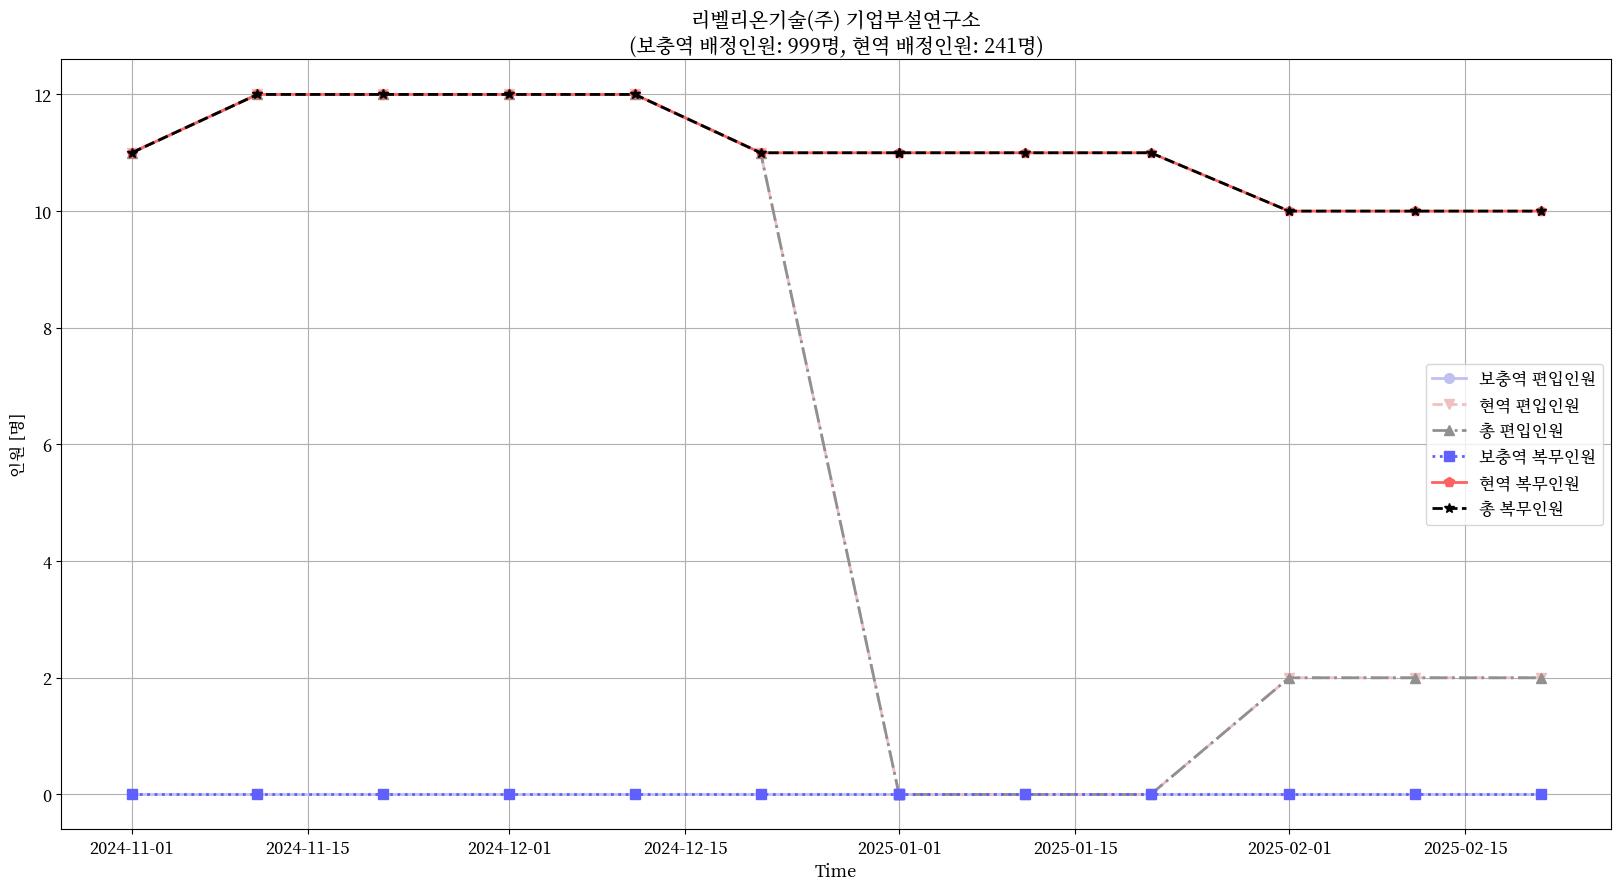 리벨리온기술(주) 기업부설연구소
(보충역 배정인원: 999명, 현역 배정인원: 241명)
인원 [명]
12
10
8
6
4
2
0
보충역 편입인원
현역 편입인원
총 편입인원
보충역 복무인원
현역 복무인원
총 복무인원
2024-11-01
2024-11-15
2024-12-01
2024-12-15
2025-01-01
2025-01-15
2025-02-01
2025-02-15
Time